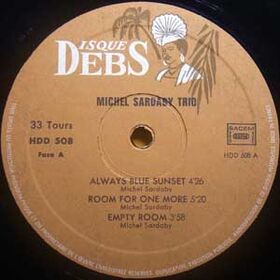 DISQUE
DEBS
MICHEL SARDABY TRIO
33 Tours
HDD 508
Face A
SACEM
HDD 508 A
ALWAYS BLUE SUNSET 4'26
Michel Sardaby
ROOM FOR ONE MORE 5'20
Michel Sardaby
EMPTY ROOM 3'58
Michel Sardaby